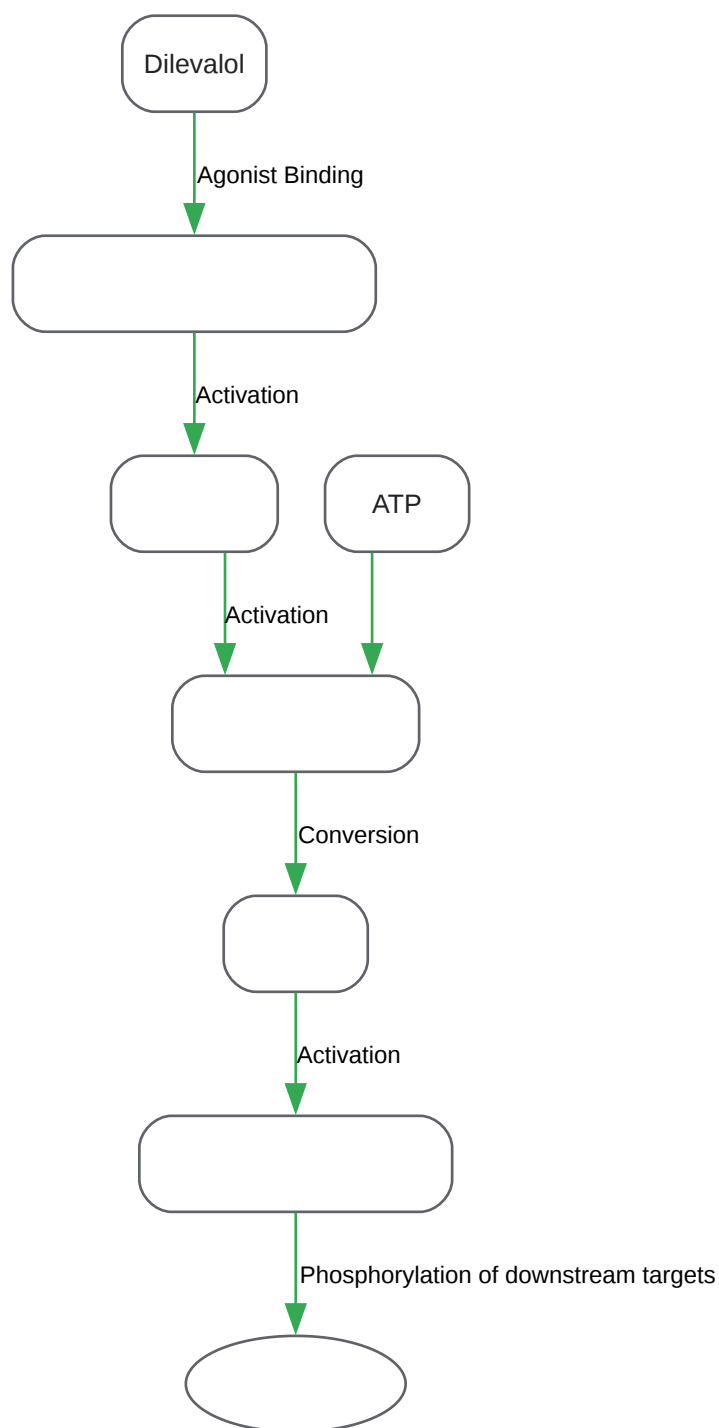 Dilevalol
Agonist Binding
Activation
ATP
Activation
Conversion
Activation
Phosphorylation of downstream targets